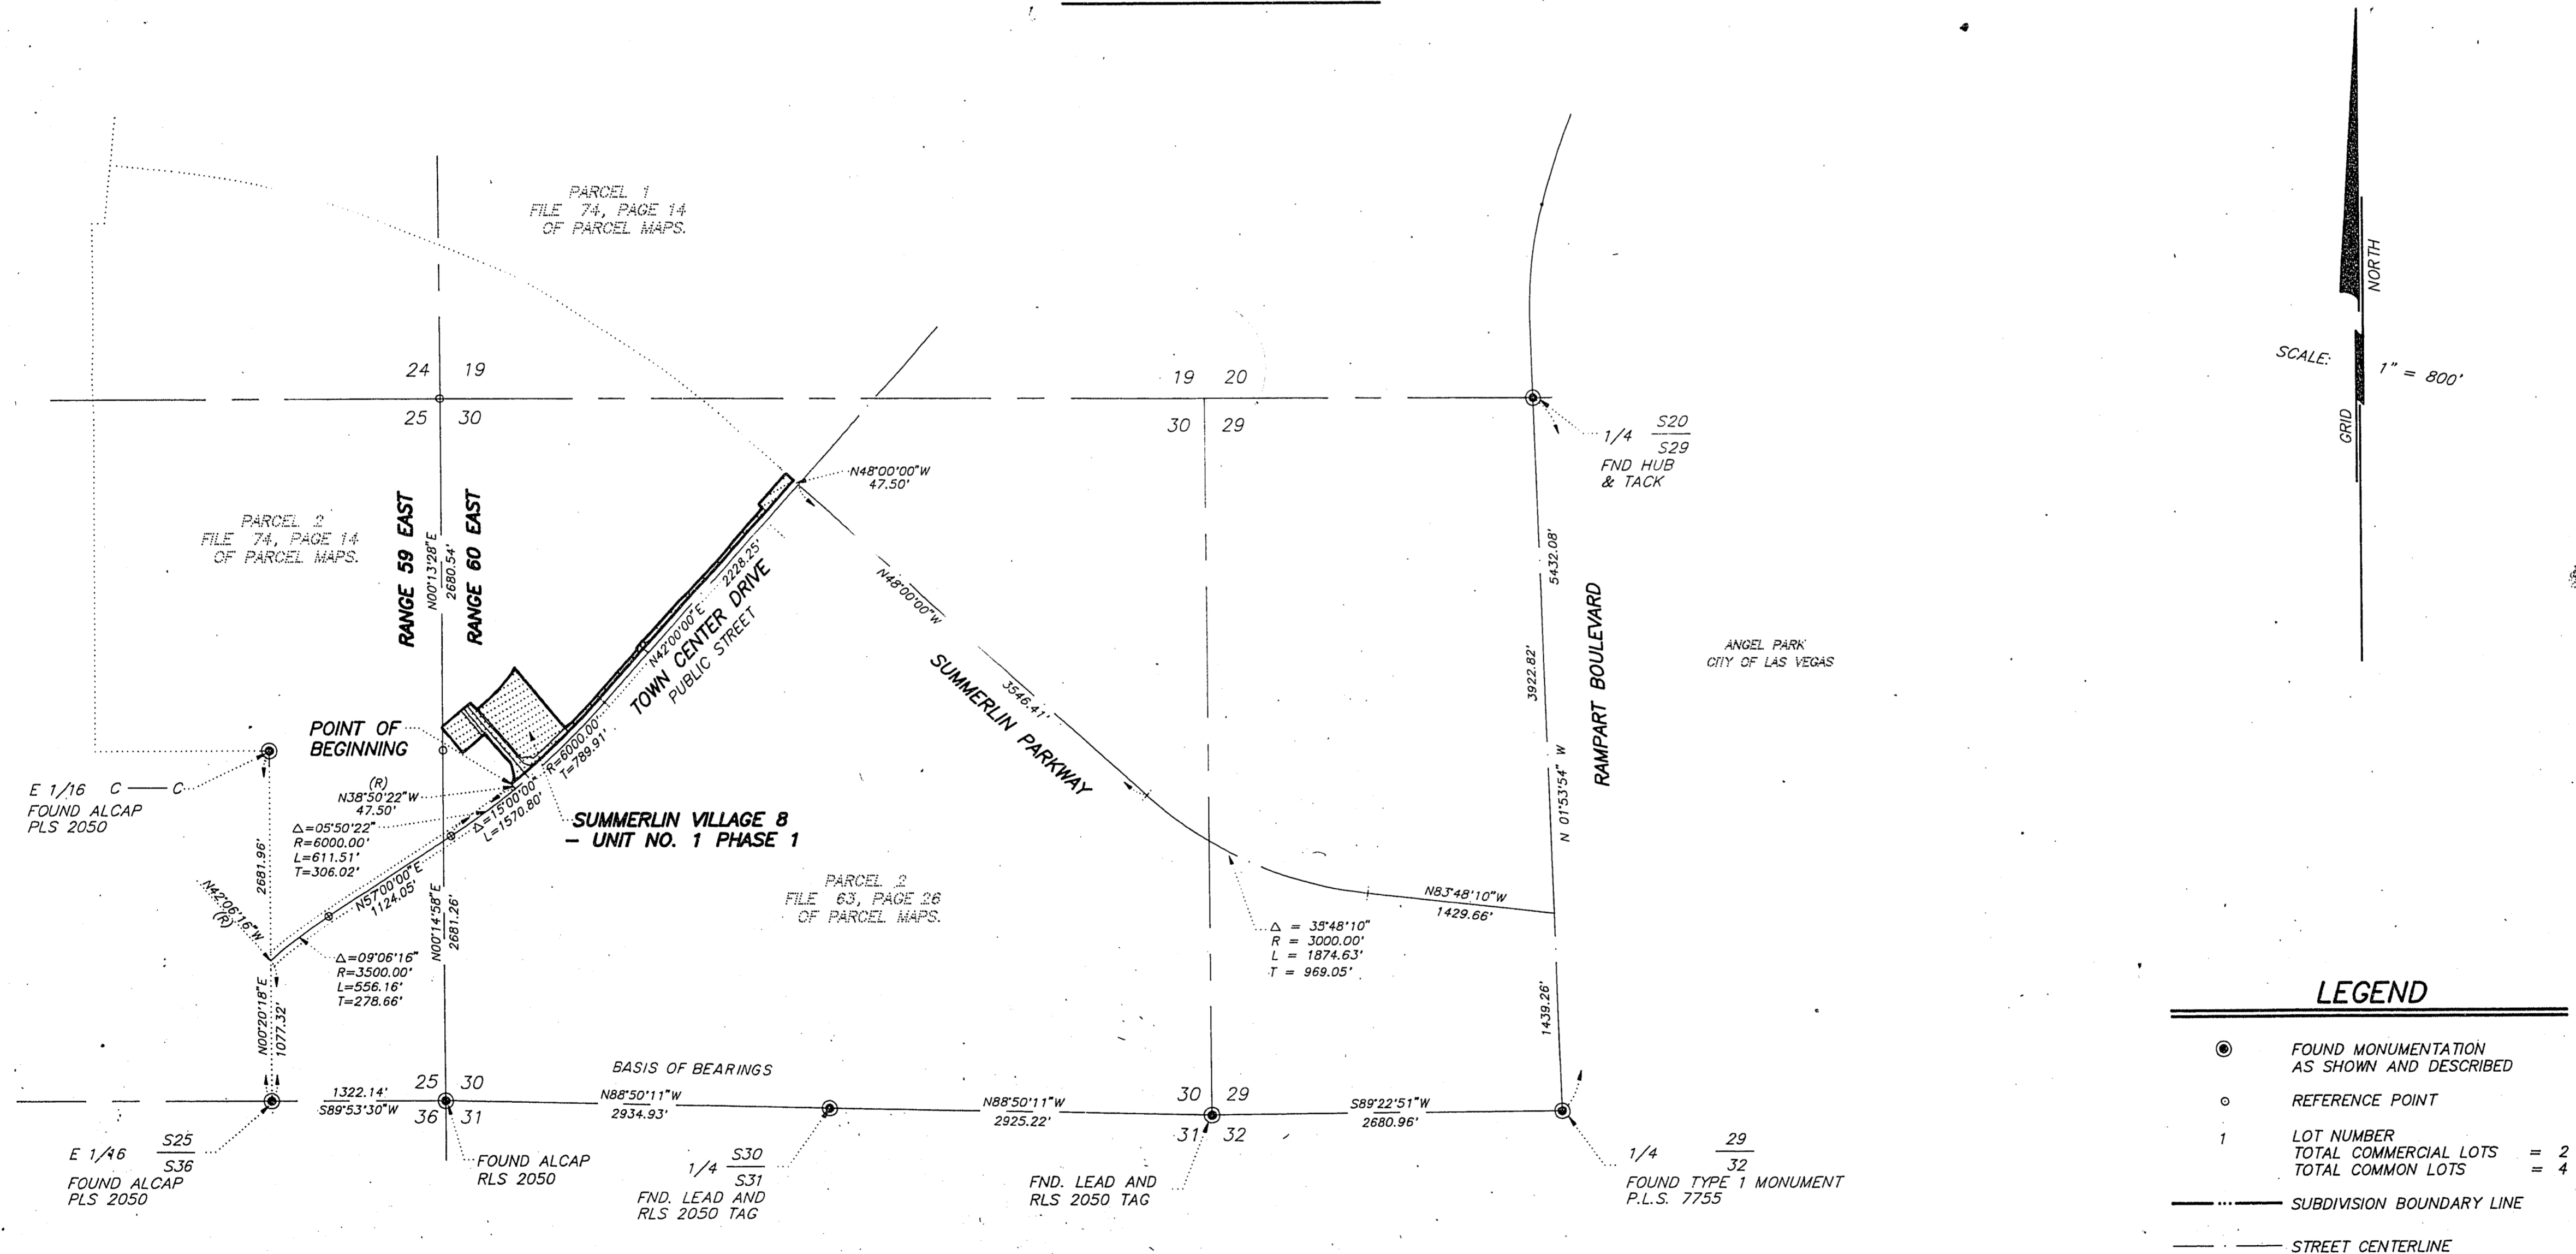 PARCEL 1
FILE 74, PAGE 14
OF PARCEL MAPS.
NORTH
SCALE: 1" = 800'
GRID
24 19
25 30
19 20
30 29
1/4 S20
S29
FND HUB
& TACK
N48°00'00"W
47.50'
PARCEL 2
FILE 74, PAGE 14
OF PARCEL MAPS.
RANGE 59 EAST
N00°13'28"E
2680.54'
RANGE 60 EAST
2228.25'
N42°00'00"E
TOWN CENTER DRIVE
PUBLIC STREET
N48°00'00"W
3546.41'
SUMMERLIN PARKWAY
5432.08'
3922.82'
N 01°53'54" W
RAMPART BOULEVARD
ANGEL PARK
CITY OF LAS VEGAS
POINT OF
BEGINNING
R=6000.00'
T=789.91'
Δ=15°00'00"
L=1570.80'
E 1/16 C — C
FOUND ALCAP
PLS 2050
(R)
N38°50'22"W
47.50'
Δ=05°50'22"
R=6000.00'
L=611.51'
T=306.02'
SUMMERLIN VILLAGE 8
– UNIT NO. 1 PHASE 1
2681.96'
N42°06'16"W
(R)
N57°00'00"E
1124.05'
N00°14'58"E
2681.26'
PARCEL 2
FILE 63, PAGE 26
OF PARCEL MAPS.
N83°48'10"W
1429.66'
Δ = 35°48'10"
R = 3000.00'
L = 1874.63'
T = 969.05'
Δ=09°06'16"
R=3500.00'
L=556.16'
T=278.66'
N00°20'18"E
1077.32'
1439.26'
BASIS OF BEARINGS
1322.14'
S89°53'30"W
25 30
36 31
N88°50'11"W
2934.93'
N88°50'11"W
2925.22'
30 29
31 32
S89°22'51"W
2680.96'
E 1/16 S25
S36
FOUND ALCAP
PLS 2050
FOUND ALCAP
RLS 2050
1/4 S30
S31
FND. LEAD AND
RLS 2050 TAG
FND. LEAD AND
RLS 2050 TAG
1/4 29
32
FOUND TYPE 1 MONUMENT
P.L.S. 7755
LEGEND
FOUND MONUMENTATION
AS SHOWN AND DESCRIBED
REFERENCE POINT
1 LOT NUMBER
TOTAL COMMERCIAL LOTS = 2
TOTAL COMMON LOTS = 4
SUBDIVISION BOUNDARY LINE
STREET CENTERLINE